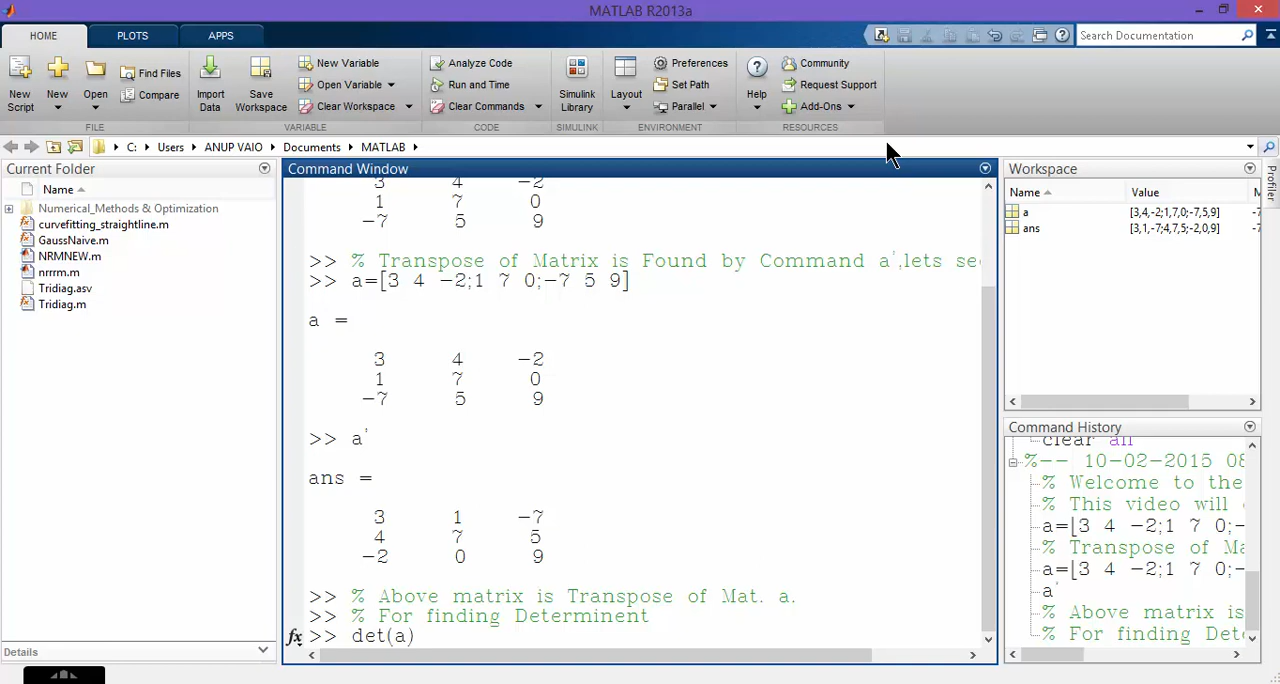 MATLAB R2013a
HOME PLOTS APPS Search Documentation
New Script New Open Find Files Compare Import Data Save Workspace New Variable Open Variable Clear Workspace Analyze Code Run and Time Clear Commands Simulink Library Layout Preferences Set Path Parallel Help Community Request Support Add-Ons
FILE VARIABLE CODE SIMULINK ENVIRONMENT RESOURCES
C: Users ANUP VAIO Documents MATLAB
Current Folder
Name
Numerical_Methods & Optimization
curvefitting_straightline.m
GaussNaive.m
NRMNEW.m
nrrrm.m
Tridiag.asv
Tridiag.m
Details
Command Window
3 4 -2
1 7 0
-7 5 9
>> % Transpose of Matrix is Found by Command a',lets see
>> a=[3 4 -2;1 7 0;-7 5 9]
a =
3 4 -2
1 7 0
-7 5 9
>> a'
ans =
3 1 -7
4 7 5
-2 0 9
>> % Above matrix is Transpose of Mat. a.
>> % For finding Determinent
fx >> det(a)
Workspace
Name Value M
a [3,4,-2;1,7,0;-7,5,9] -7
ans [3,1,-7;4,7,5;-2,0,9] -7
Command History
clear all
%-- 10-02-2015 08
% Welcome to the
% This video will
a=[3 4 -2;1 7 0;-
% Transpose of Ma
a=[3 4 -2;1 7 0;-
a'
% Above matrix is
% For finding Dete
Profiler